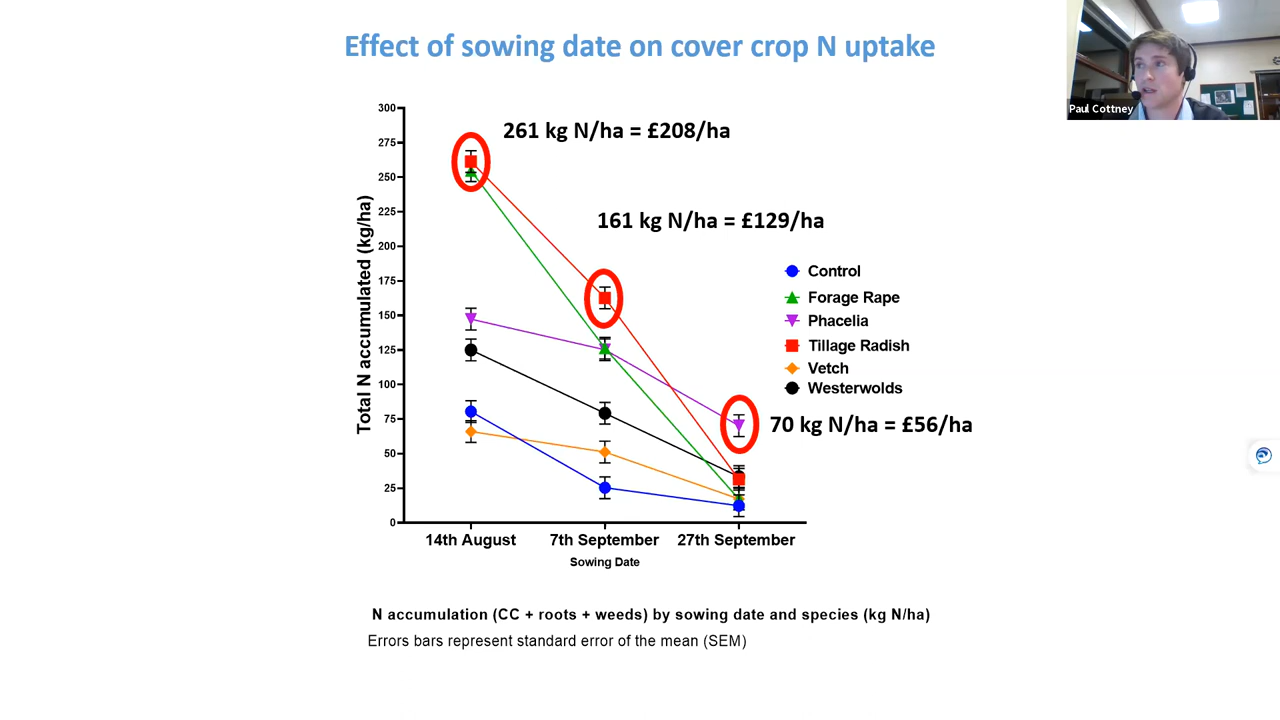 Effect of sowing date on cover crop N uptake
Paul Cottney
300
275
250
225
200
175
150
125
100
75
50
25
0
Total N accumulated (kg/ha)
261 kg N/ha = £208/ha
161 kg N/ha = £129/ha
70 kg N/ha = £56/ha
Control
Forage Rape
Phacelia
Tillage Radish
Vetch
Westerwolds
14th August 7th September 27th September
Sowing Date
N accumulation (CC + roots + weeds) by sowing date and species (kg N/ha)
Errors bars represent standard error of the mean (SEM)